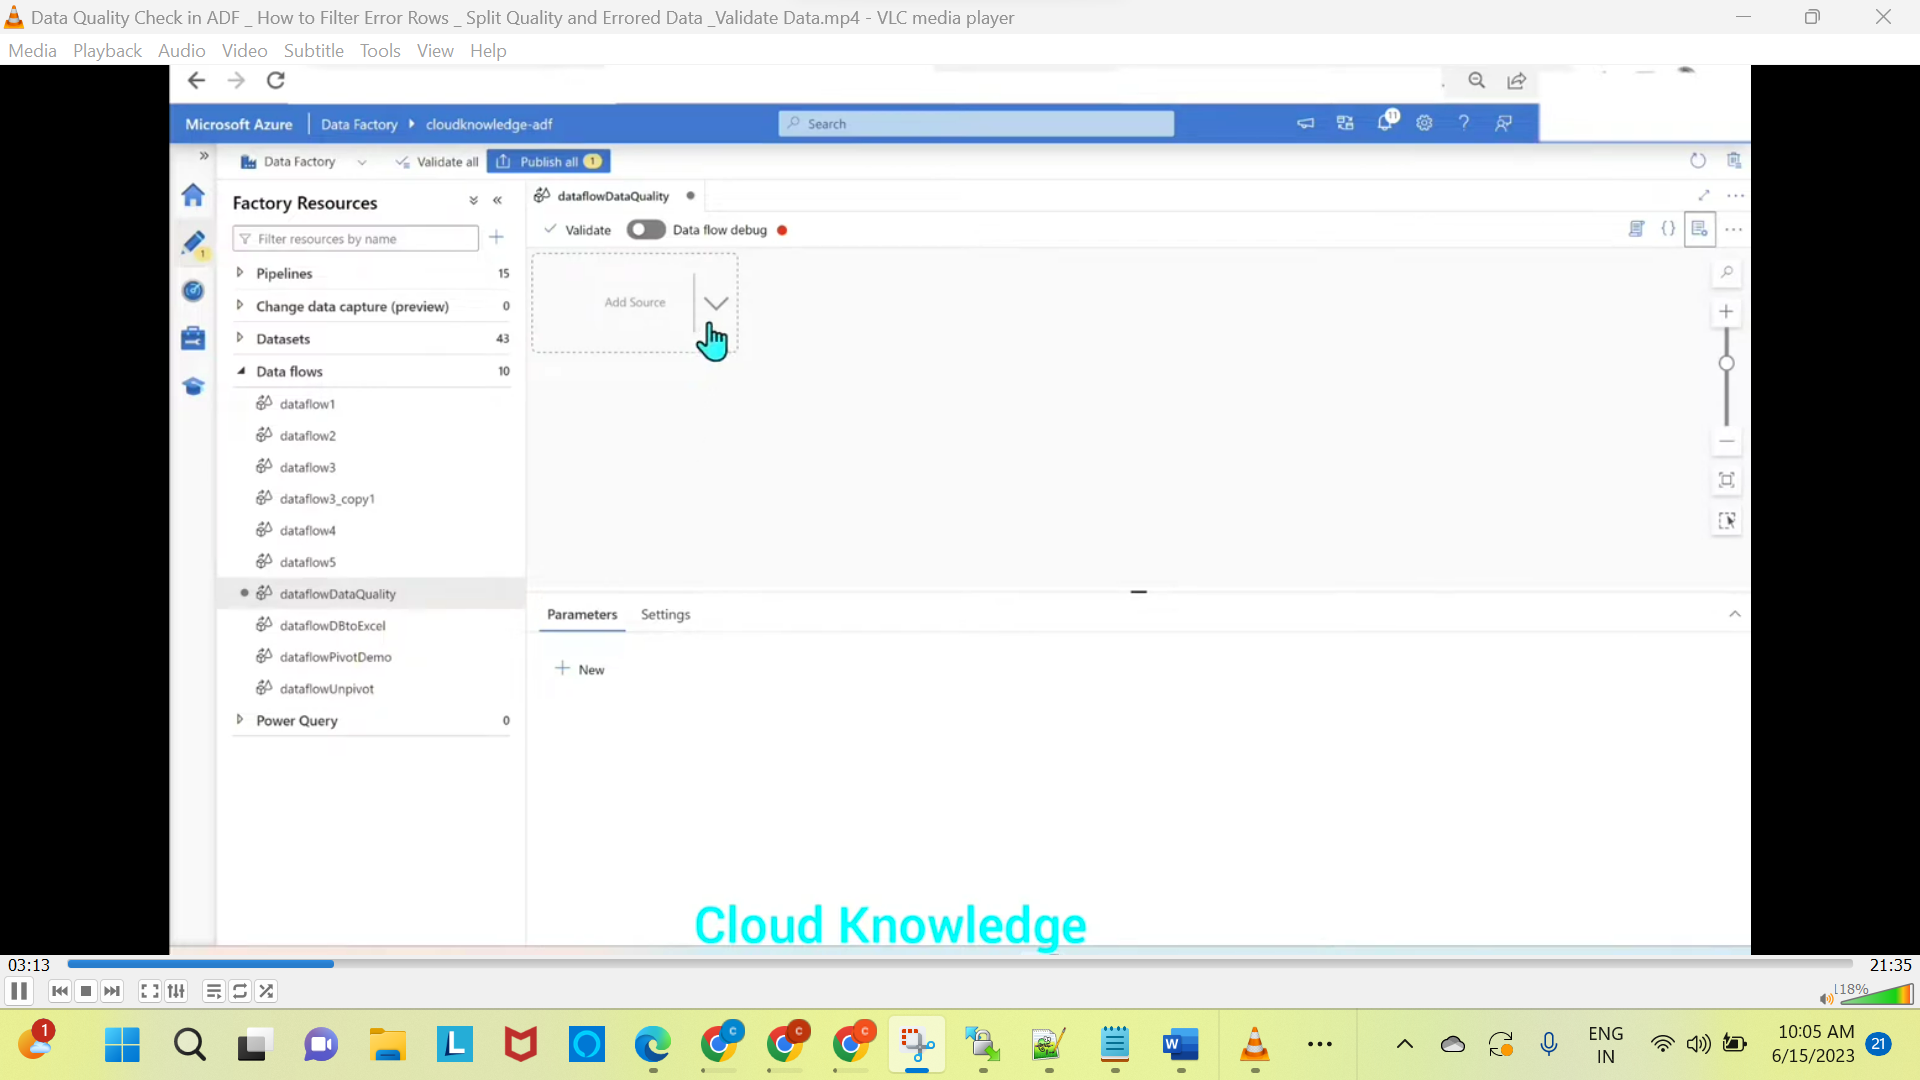 Data Quality Check in ADF _ How to Filter Error Rows _ Split Quality and Errored Data _Validate Data.mp4 - VLC media player
Media Playback Audio Video Subtitle Tools View Help
Microsoft Azure | Data Factory cloudknowledge-adf
Search
11
Data Factory
Validate all
Publish all 1
Factory Resources
dataflowDataQuality
Filter resources by name
Validate
Data flow debug
1
Pipelines 15
Change data capture (preview) 0
Datasets 43
Data flows 10
dataflow1
dataflow2
dataflow3
dataflow3_copy1
dataflow4
dataflow5
dataflowDataQuality
dataflowDBtoExcel
dataflowPivotDemo
dataflowUnpivot
Power Query 0
Add Source
Parameters Settings
+ New
Cloud Knowledge
03:13
21:35
118%
1
L
C
C
C
W
ENG
IN
10:05 AM
6/15/2023
21